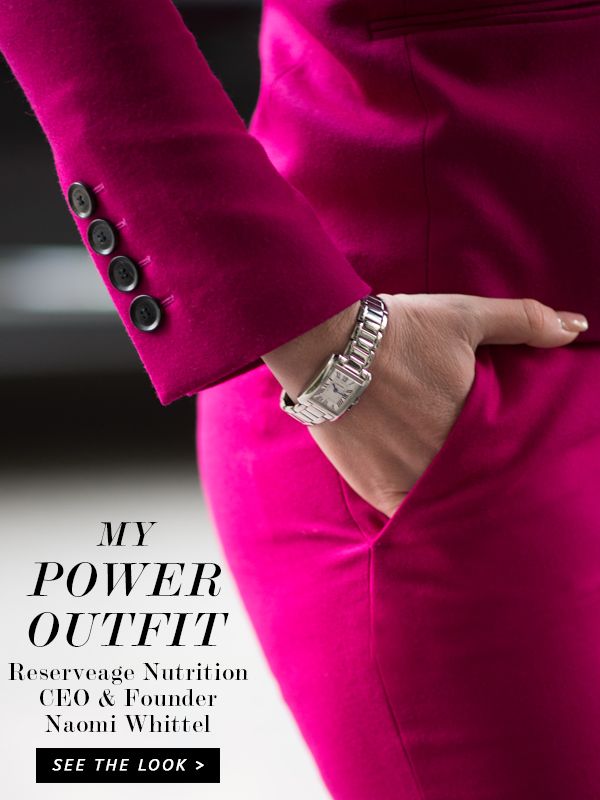 MY
POWER
OUTFIT
Reserveage Nutrition
CEO & Founder
Naomi Whittel
SEE THE LOOK >